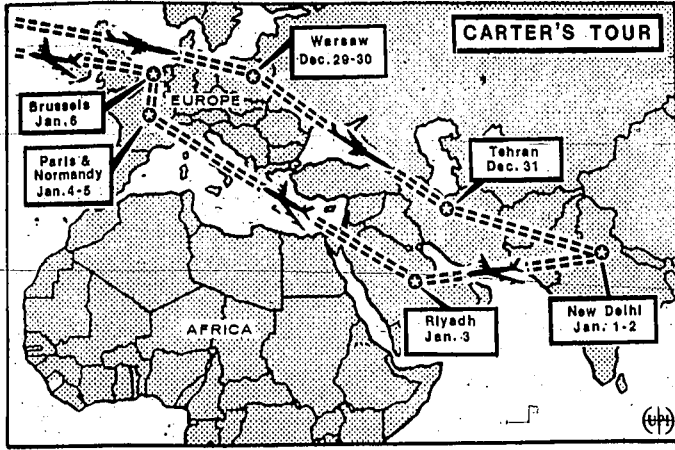 CARTER'S TOUR
Warsaw
Dec. 29-30
Brussels
Jan. 6
EUROPE
Paris &
Normandy
Jan. 4-5
Tehran
Dec. 31
New Delhi
Jan. 1-2
Riyadh
Jan. 3
AFRICA
UPI